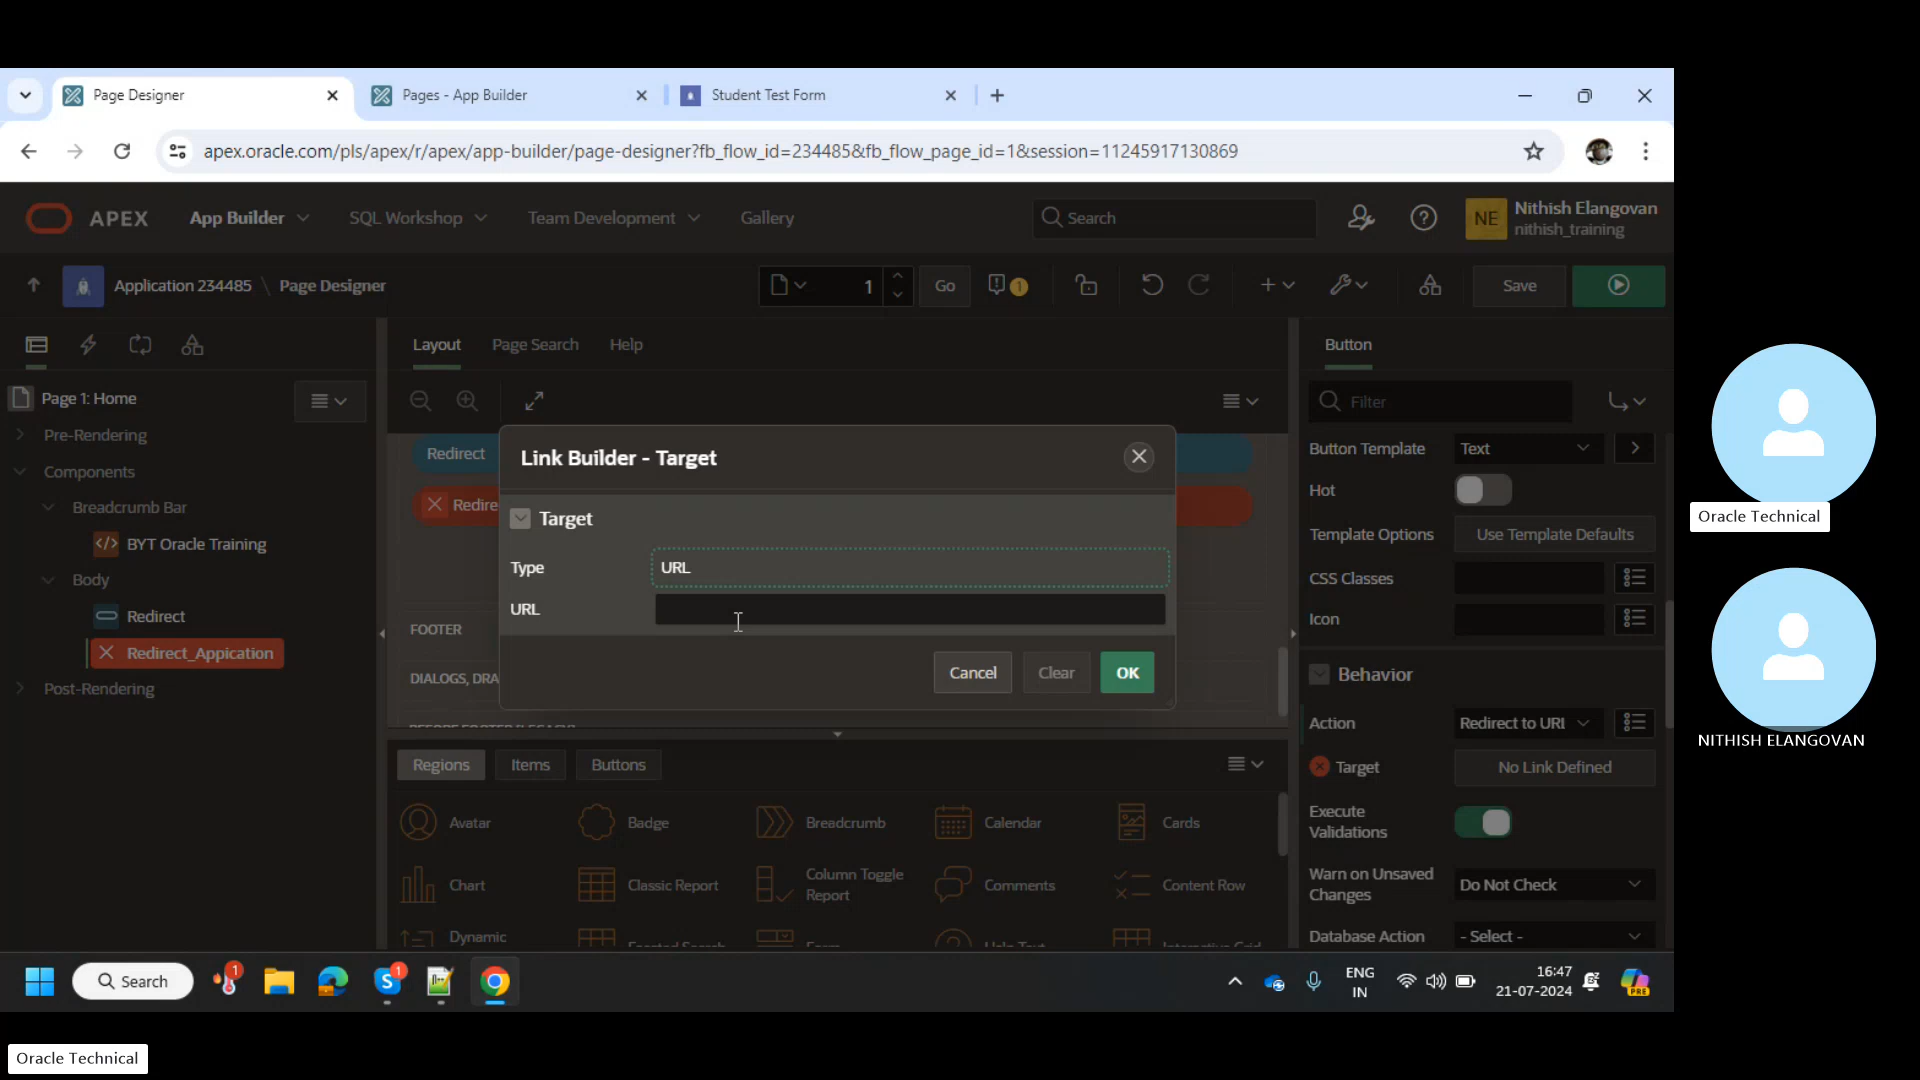 Page Designer
Pages - App Builder
Student Test Form
apex.oracle.com/pls/apex/r/apex/app-builder/page-designer?fb_flow_id=234485&fb_flow_page_id=1&session=11245917130869
APEX
App Builder
SQL Workshop
Team Development
Gallery
Search
NE
Nithish Elangovan
nithish_training
Application 234485 \ Page Designer
1
Go
1
Save
Layout
Page Search
Help
Button
Page 1: Home
Pre-Rendering
Components
Breadcrumb Bar
BYT Oracle Training
Body
Redirect
Redirect_Appication
Post-Rendering
Redirect
Redire
FOOTER
DIALOGS, DRA
Link Builder - Target
Target
Type
URL
URL
Cancel
Clear
OK
Regions
Items
Buttons
Avatar
Badge
Breadcrumb
Calendar
Cards
Chart
Classic Report
Column Toggle
Report
Comments
Content Row
Dynamic
Filter
Button Template
Text
Hot
Template Options
Use Template Defaults
CSS Classes
Icon
Behavior
Action
Redirect to URL
Target
No Link Defined
Execute
Validations
Warn on Unsaved
Changes
Do Not Check
Database Action
- Select -
Search
1
1
ENG
IN
16:47
21-07-2024
PRE
Oracle Technical
NITHISH ELANGOVAN
Oracle Technical